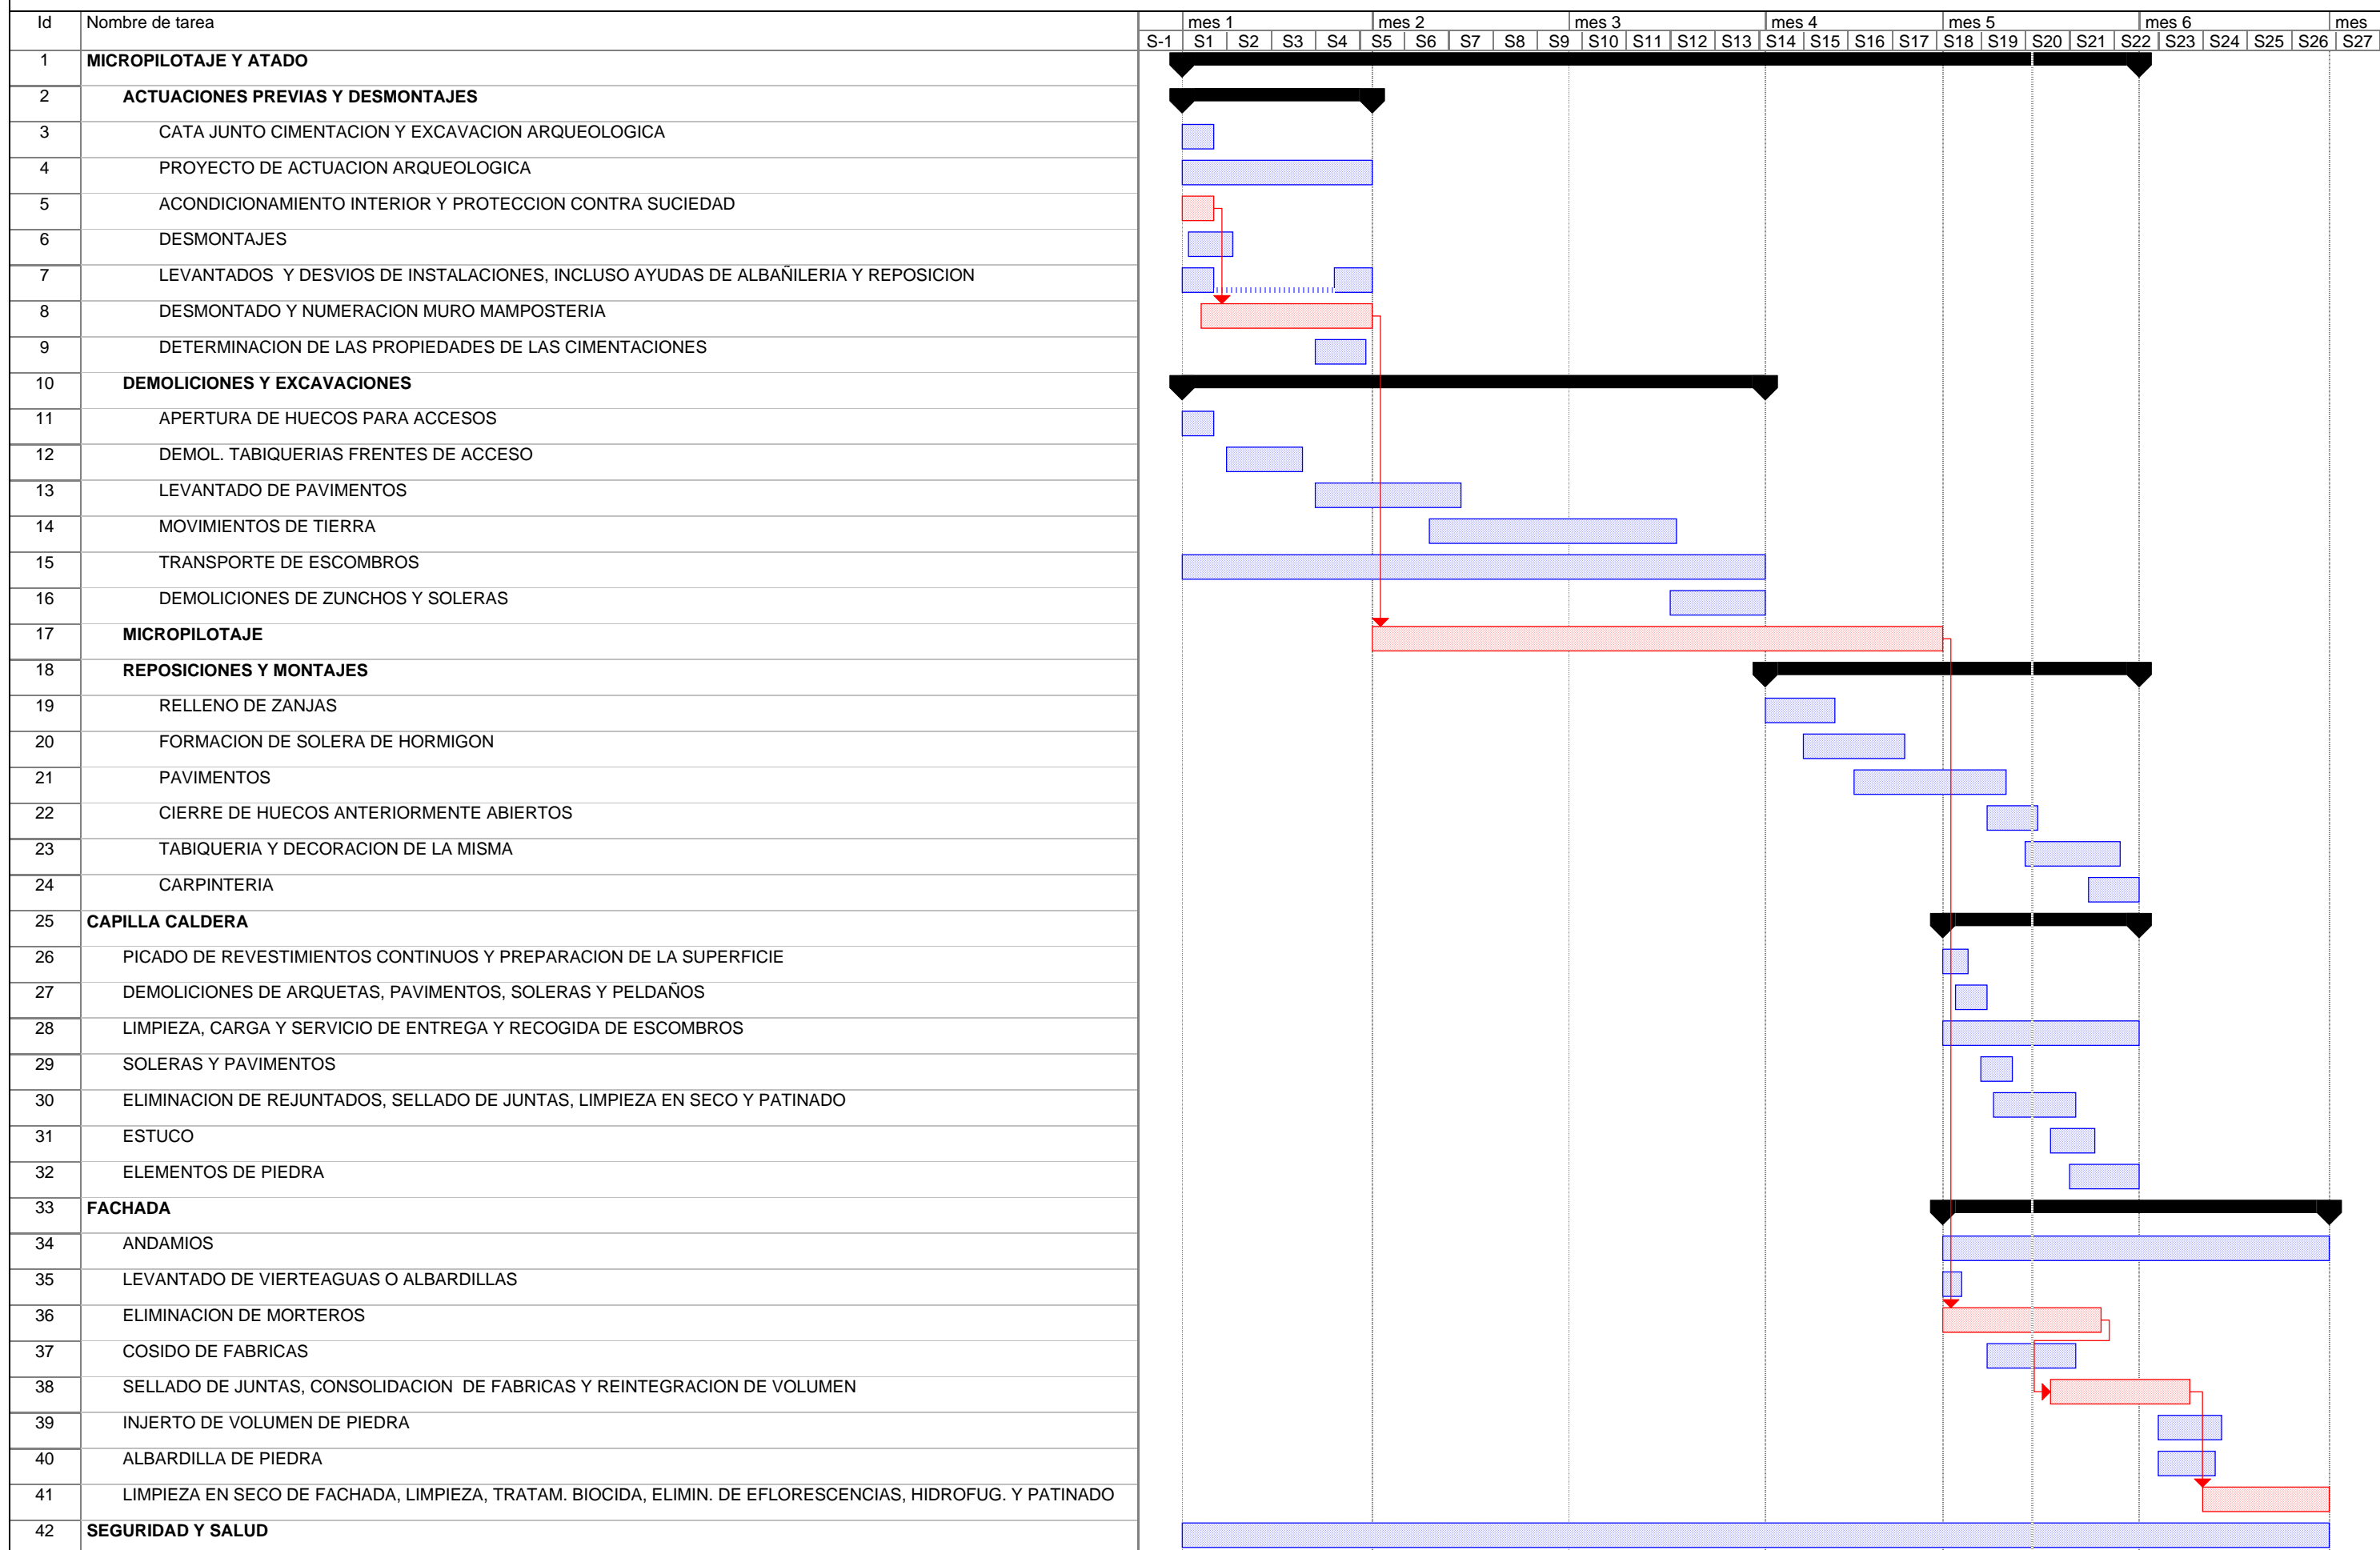 Id Nombre de tarea mes 1 mes 2 mes 3 mes 4 mes 5 mes 6 mes
S-1 S1 S2 S3 S4 S5 S6 S7 S8 S9 S10 S11 S12 S13 S14 S15 S16 S17 S18 S19 S20 S21 S22 S23 S24 S25 S26 S27
1 MICROPILOTAJE Y ATADO
2 ACTUACIONES PREVIAS Y DESMONTAJES
3 CATA JUNTO CIMENTACION Y EXCAVACION ARQUEOLOGICA
4 PROYECTO DE ACTUACION ARQUEOLOGICA
5 ACONDICIONAMIENTO INTERIOR Y PROTECCION CONTRA SUCIEDAD
6 DESMONTAJES
7 LEVANTADOS Y DESVIOS DE INSTALACIONES, INCLUSO AYUDAS DE ALBAÑILERIA Y REPOSICION
8 DESMONTADO Y NUMERACION MURO MAMPOSTERIA
9 DETERMINACION DE LAS PROPIEDADES DE LAS CIMENTACIONES
10 DEMOLICIONES Y EXCAVACIONES
11 APERTURA DE HUECOS PARA ACCESOS
12 DEMOL. TABIQUERIAS FRENTES DE ACCESO
13 LEVANTADO DE PAVIMENTOS
14 MOVIMIENTOS DE TIERRA
15 TRANSPORTE DE ESCOMBROS
16 DEMOLICIONES DE ZUNCHOS Y SOLERAS
17 MICROPILOTAJE
18 REPOSICIONES Y MONTAJES
19 RELLENO DE ZANJAS
20 FORMACION DE SOLERA DE HORMIGON
21 PAVIMENTOS
22 CIERRE DE HUECOS ANTERIORMENTE ABIERTOS
23 TABIQUERIA Y DECORACION DE LA MISMA
24 CARPINTERIA
25 CAPILLA CALDERA
26 PICADO DE REVESTIMIENTOS CONTINUOS Y PREPARACION DE LA SUPERFICIE
27 DEMOLICIONES DE ARQUETAS, PAVIMENTOS, SOLERAS Y PELDAÑOS
28 LIMPIEZA, CARGA Y SERVICIO DE ENTREGA Y RECOGIDA DE ESCOMBROS
29 SOLERAS Y PAVIMENTOS
30 ELIMINACION DE REJUNTADOS, SELLADO DE JUNTAS, LIMPIEZA EN SECO Y PATINADO
31 ESTUCO
32 ELEMENTOS DE PIEDRA
33 FACHADA
34 ANDAMIOS
35 LEVANTADO DE VIERTEAGUAS O ALBARDILLAS
36 ELIMINACION DE MORTEROS
37 COSIDO DE FABRICAS
38 SELLADO DE JUNTAS, CONSOLIDACION DE FABRICAS Y REINTEGRACION DE VOLUMEN
39 INJERTO DE VOLUMEN DE PIEDRA
40 ALBARDILLA DE PIEDRA
41 LIMPIEZA EN SECO DE FACHADA, LIMPIEZA, TRATAM. BIOCIDA, ELIMIN. DE EFLORESCENCIAS, HIDROFUG. Y PATINADO
42 SEGURIDAD Y SALUD